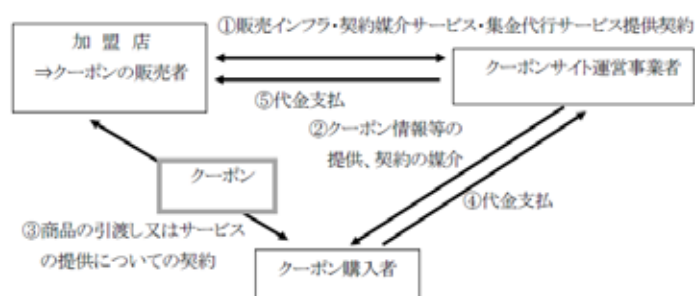 ①販売インフラ・契約媒介サービス・集金代行サービス提供契約
加 盟 店
⇒クーポンの販売者
クーポンサイト運営事業者
⑤代金支払
②クーポン情報等の
提供、契約の媒介
クーポン
④代金支払
③商品の引渡し又はサービス
の提供についての契約
クーポン購入者